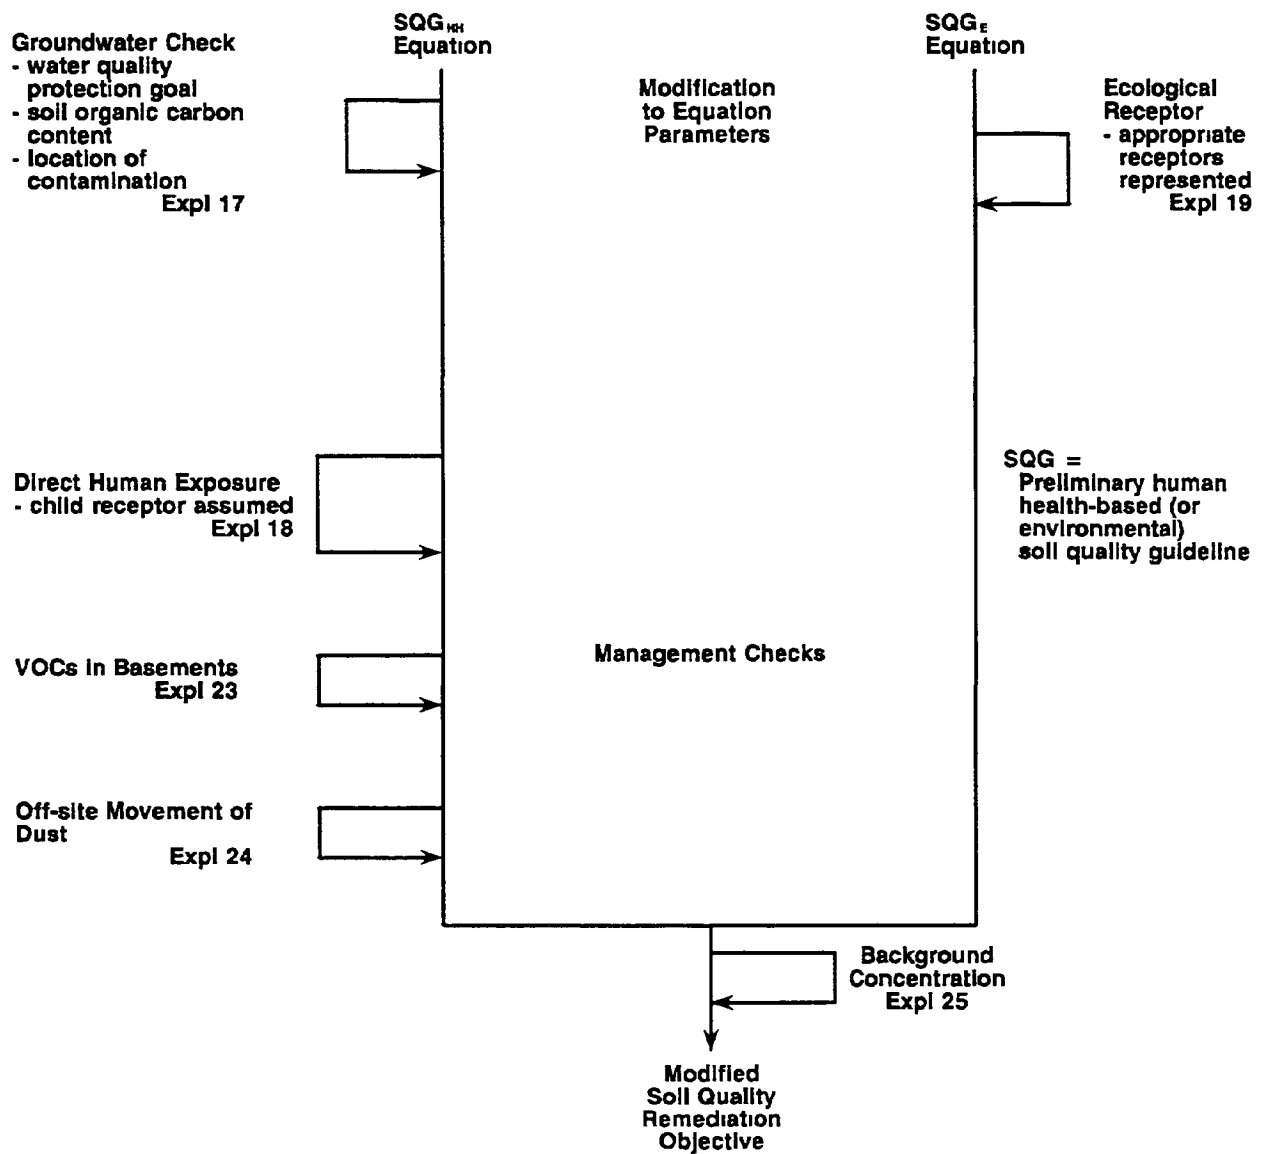 SQG HH
Equation
SQG E
Equation
Groundwater Check
- water quality
protection goal
- soil organic carbon
content
- location of
contamination
Expl 17
Modification
to Equation
Parameters
Ecological
Receptor
- appropriate
receptors
represented
Expl 19
Direct Human Exposure
- child receptor assumed
Expl 18
SQG =
Preliminary human
health-based (or
environmental)
soil quality guideline
VOCs in Basements
Expl 23
Management Checks
Off-site Movement of
Dust
Expl 24
Background
Concentration
Expl 25
Modified
Soil Quality
Remediation
Objective